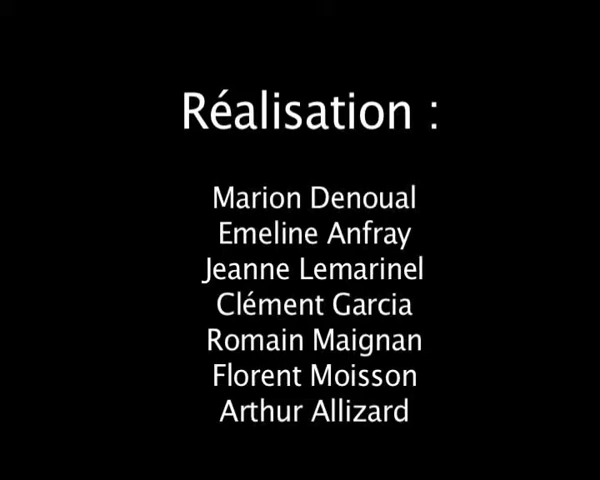 Réalisation :
Marion Denoual
Emeline Anfray
Jeanne Lemarinel
Clément Garcia
Romain Maignan
Florent Moisson
Arthur Allizard